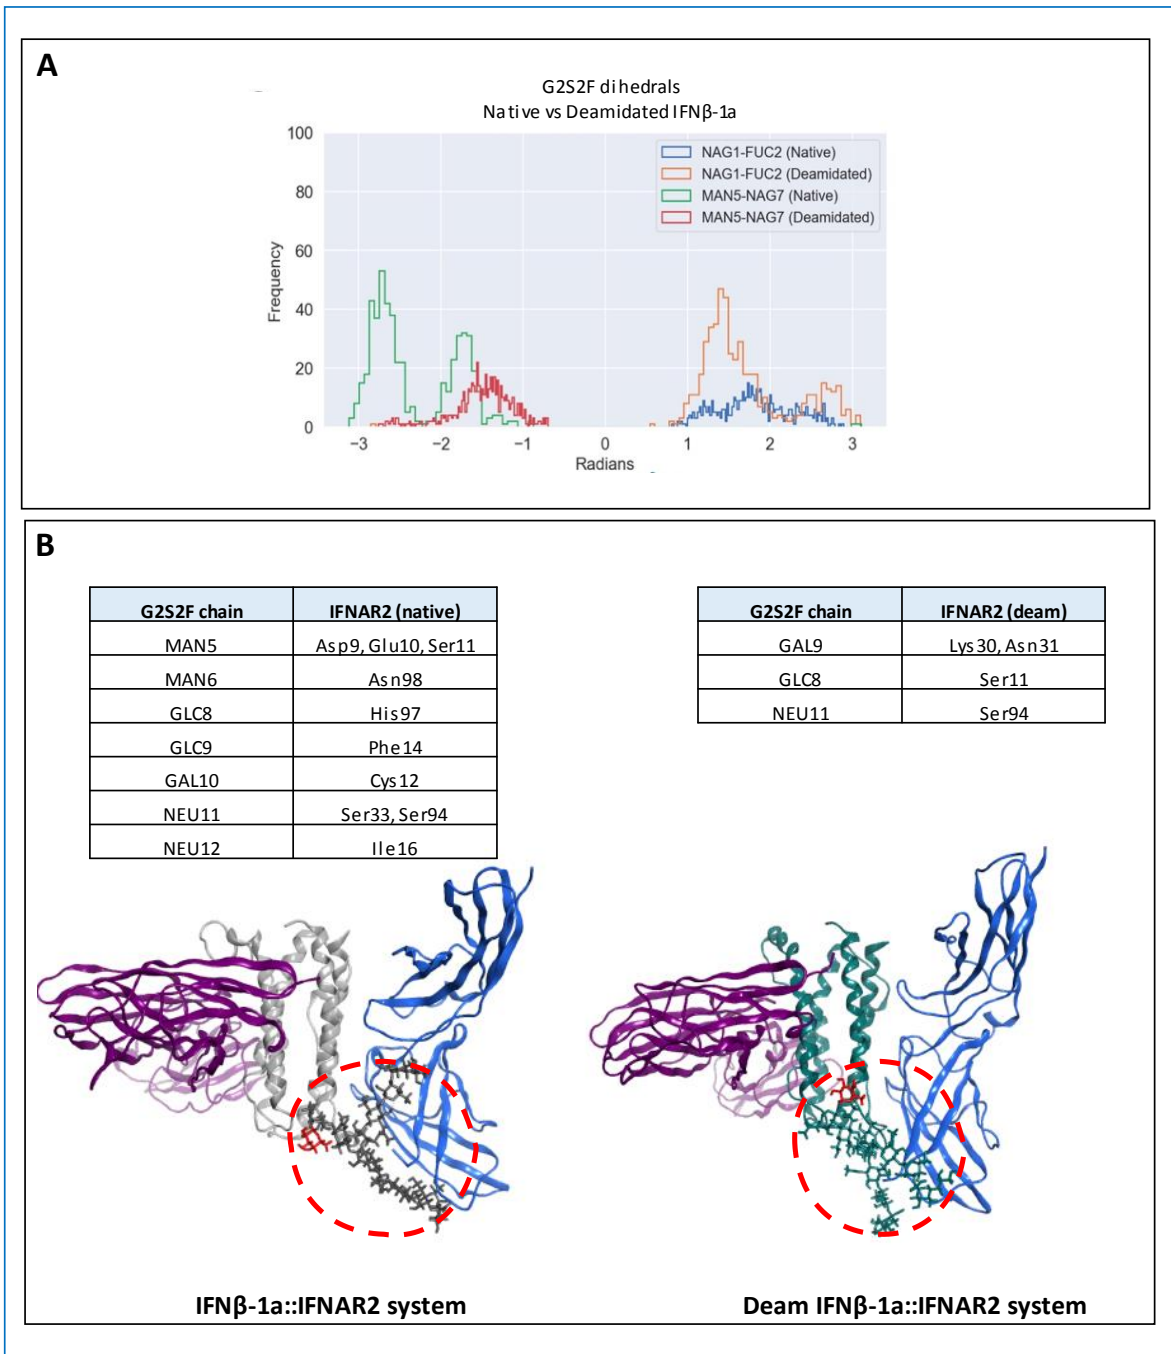 A
G2S2F dihedrals
Native vs Deamidated IFNβ-1a
100
80
60
40
20
0
Frequency
NAG1-FUC2 (Native)
NAG1-FUC2 (Deamidated)
MAN5-NAG7 (Native)
MAN5-NAG7 (Deamidated)
−3 −2 −1 0 1 2 3
Radians
B
G2S2F chain IFNAR2 (native)
MAN5 Asp9, Glu10, Ser11
MAN6 Asn98
GLC8 His97
GLC9 Phe14
GAL10 Cys12
NEU11 Ser33, Ser94
NEU12 Ile16
G2S2F chain IFNAR2 (deam)
GAL9 Lys30, Asn31
GLC8 Ser11
NEU11 Ser94
IFNβ-1a::IFNAR2 system
Deam IFNβ-1a::IFNAR2 system